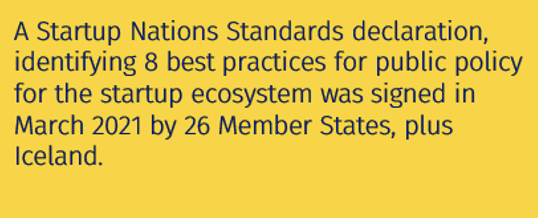 A Startup Nations Standards declaration,
identifying 8 best practices for public policy
for the startup ecosystem was signed in
March 2021 by 26 Member States, plus
Iceland.